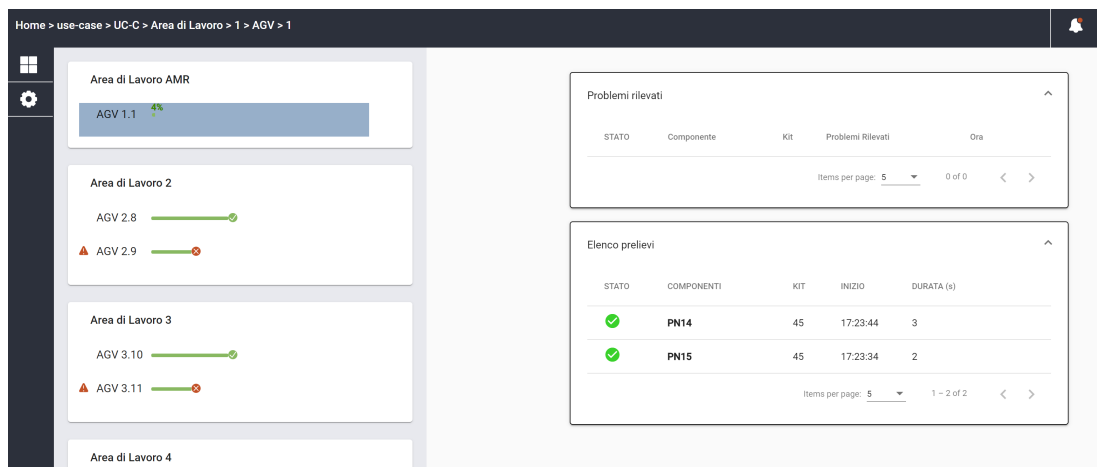 Home > use-case > UC-C > Area di Lavoro > 1 > AGV > 1
Area di Lavoro AMR
AGV 1.1 4%
Area di Lavoro 2
AGV 2.8
AGV 2.9
Area di Lavoro 3
AGV 3.10
AGV 3.11
Area di Lavoro 4
Problemi rilevati
STATO Componente Kit Problemi Rilevati Ora
Items per page: 5 0 of 0
Elenco prelievi
STATO COMPONENTI KIT INIZIO DURATA (s)
PN14 45 17:23:44 3
PN15 45 17:23:34 2
Items per page: 5 1 – 2 of 2